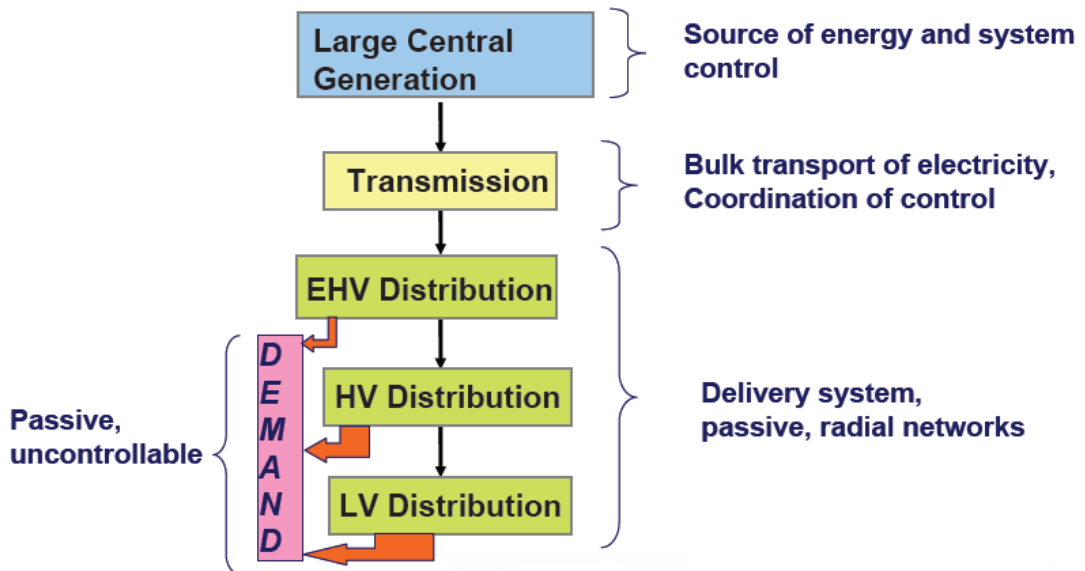 Large Central
Generation
Source of energy and system
control
Transmission
Bulk transport of electricity,
Coordination of control
EHV Distribution
HV Distribution
LV Distribution
D
E
M
A
N
D
Passive,
uncontrollable
Delivery system,
passive, radial networks